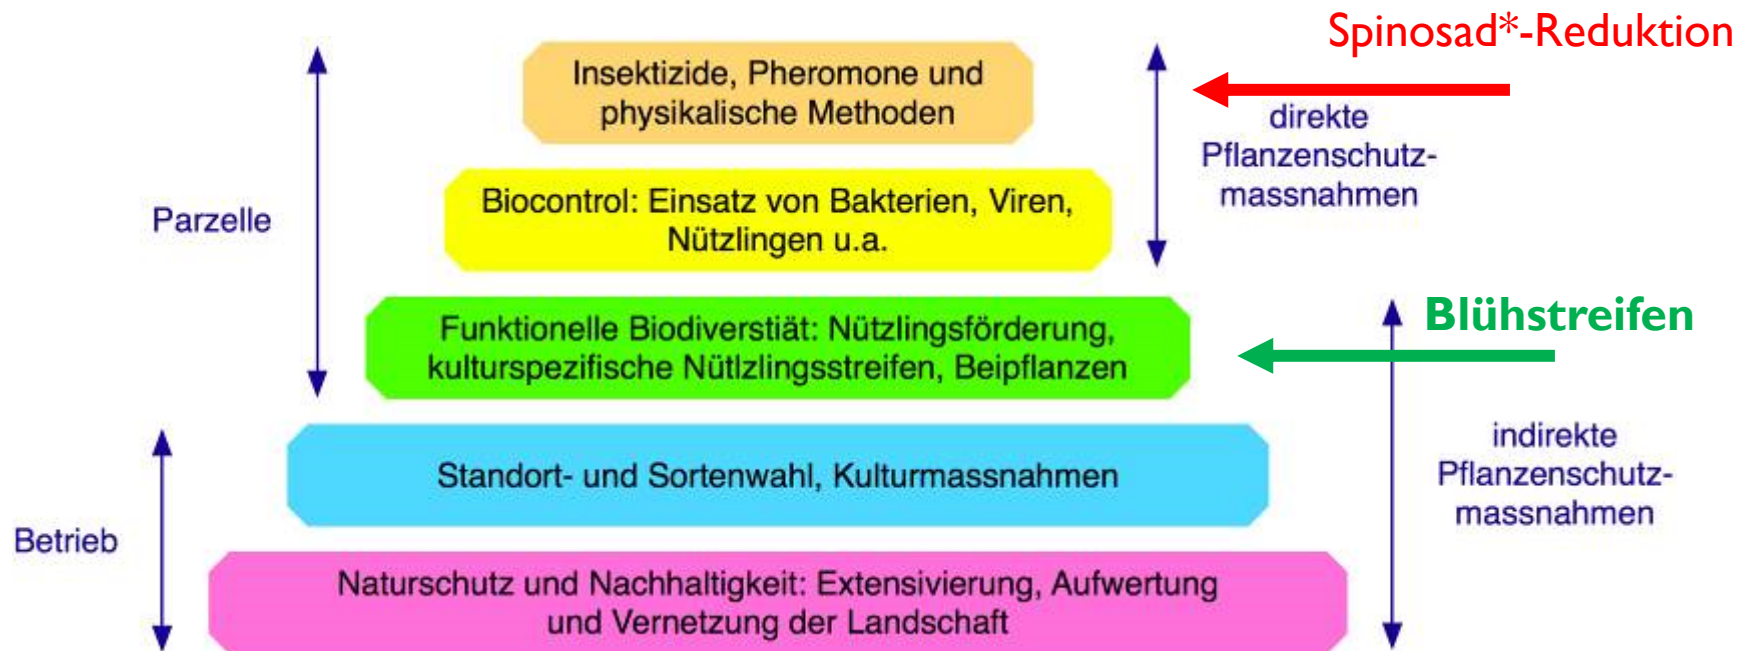 Spinosad*-Reduktion
Insektizide, Pheromone und
physikalische Methoden
direkte
Pflanzenschutz-
massnahmen
Biocontrol: Einsatz von Bakterien, Viren,
Nützlingen u.a.
Parzelle
Blühstreifen
Funktionelle Biodiverstiät: Nützlingsförderung,
kulturspezifische Nütlzlingsstreifen, Beipflanzen
Standort- und Sortenwahl, Kulturmassnahmen
indirekte
Pflanzenschutz-
massnahmen
Betrieb
Naturschutz und Nachhaltigkeit: Extensivierung, Aufwertung
und Vernetzung der Landschaft